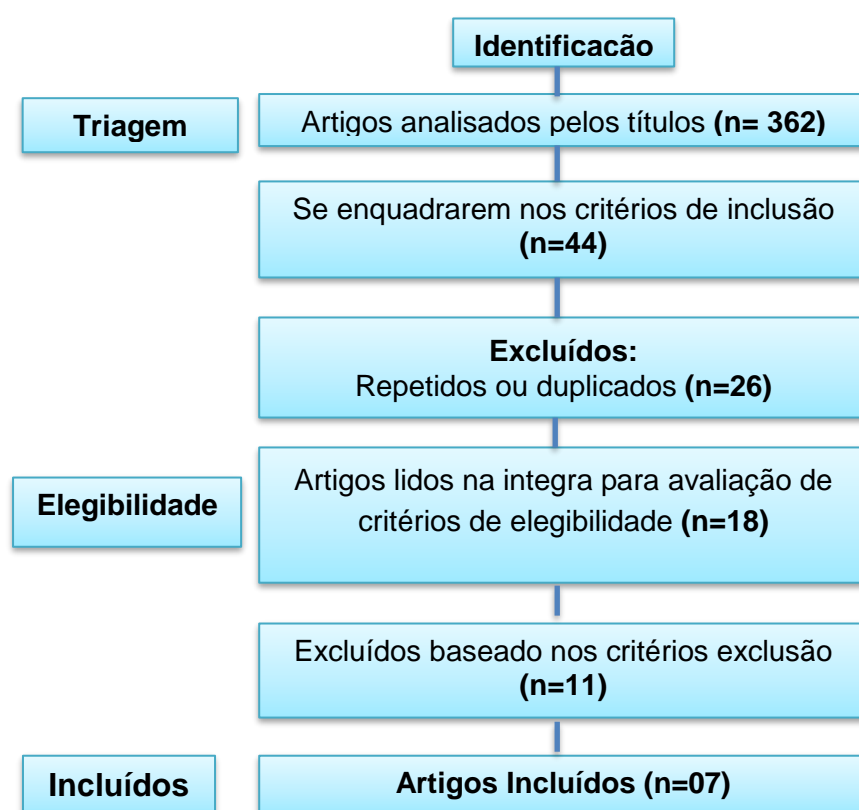 Identificacão
Triagem
Artigos analisados pelos títulos (n= 362)
Se enquadrarem nos critérios de inclusão
(n=44)
Excluídos:
Repetidos ou duplicados (n=26)
Elegibilidade
Artigos lidos na integra para avaliação de
critérios de elegibilidade (n=18)
Excluídos baseado nos critérios exclusão
(n=11)
Incluídos
Artigos Incluídos (n=07)